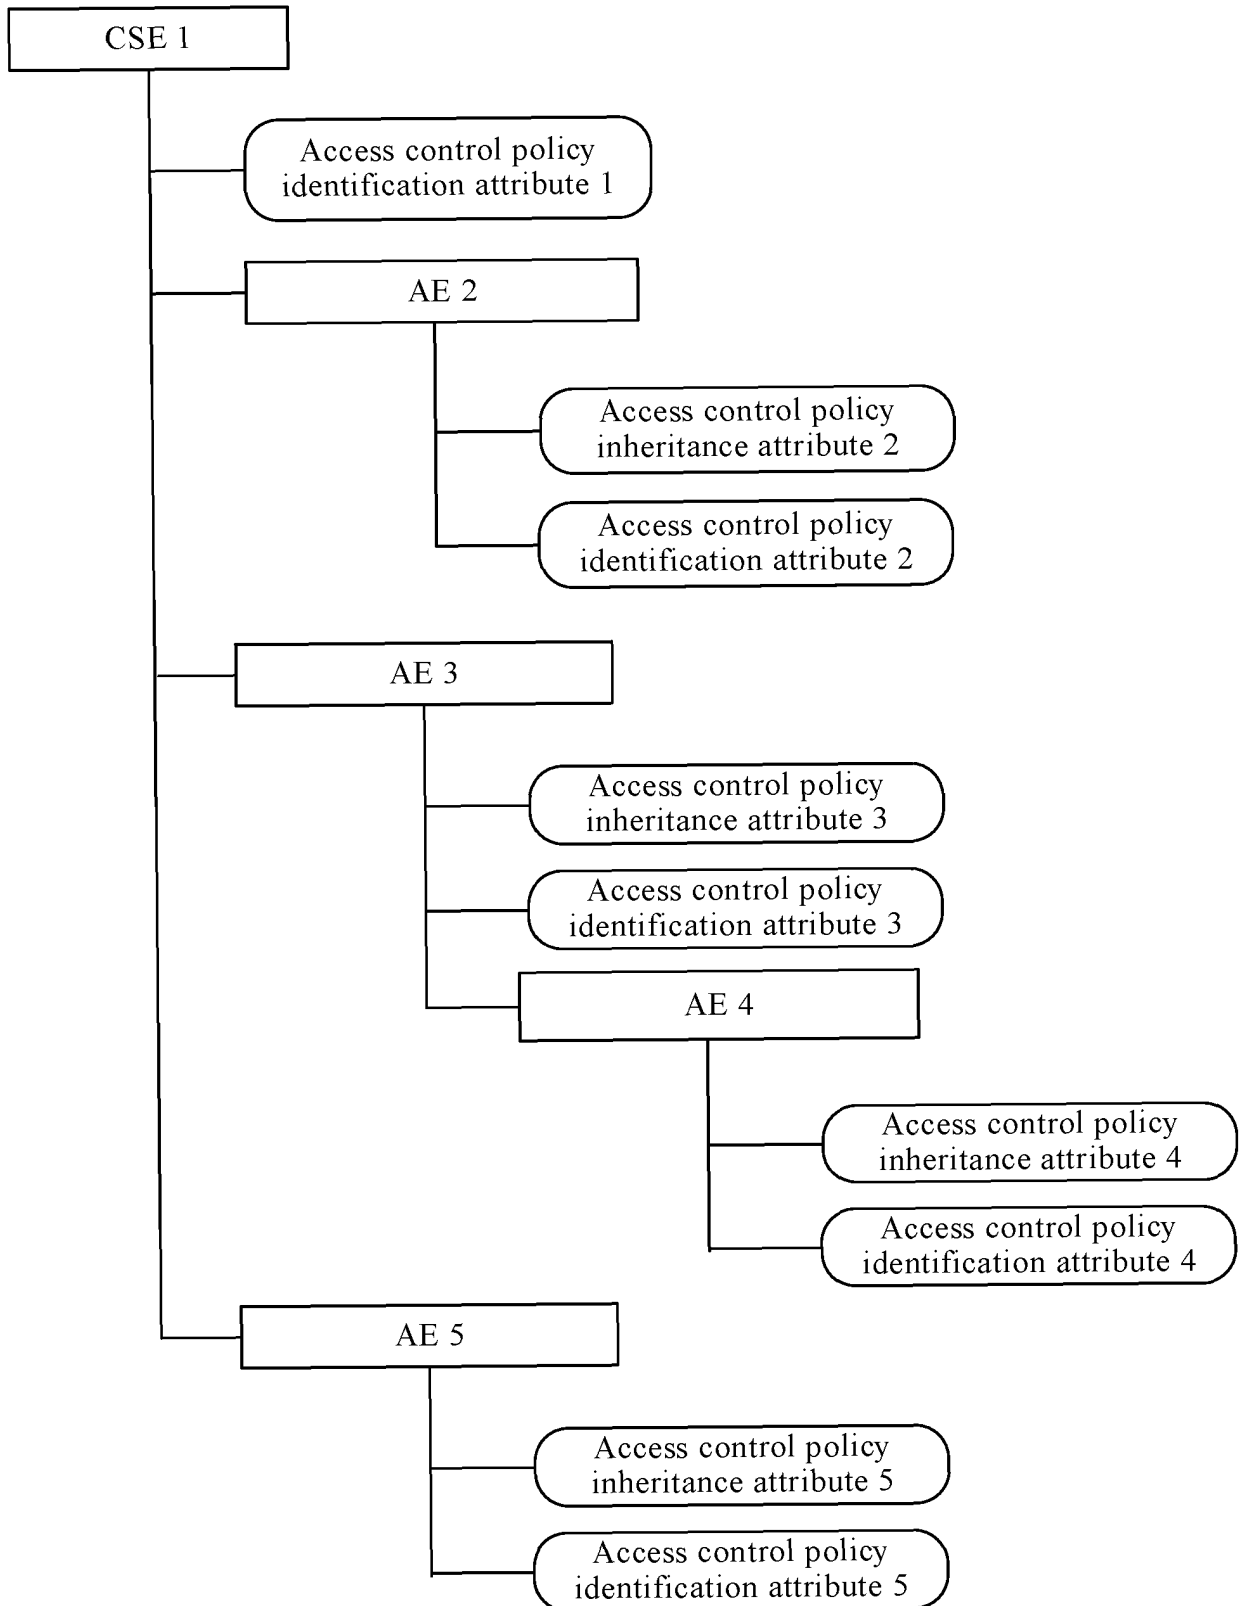 CSE 1
Access control policy
identification attribute 1
AE 2
Access control policy
inheritance attribute 2
Access control policy
identification attribute 2
AE 3
Access control policy
inheritance attribute 3
Access control policy
identification attribute 3
AE 4
Access control policy
inheritance attribute 4
Access control policy
identification attribute 4
AE 5
Access control policy
inheritance attribute 5
Access control policy
identification attribute 5